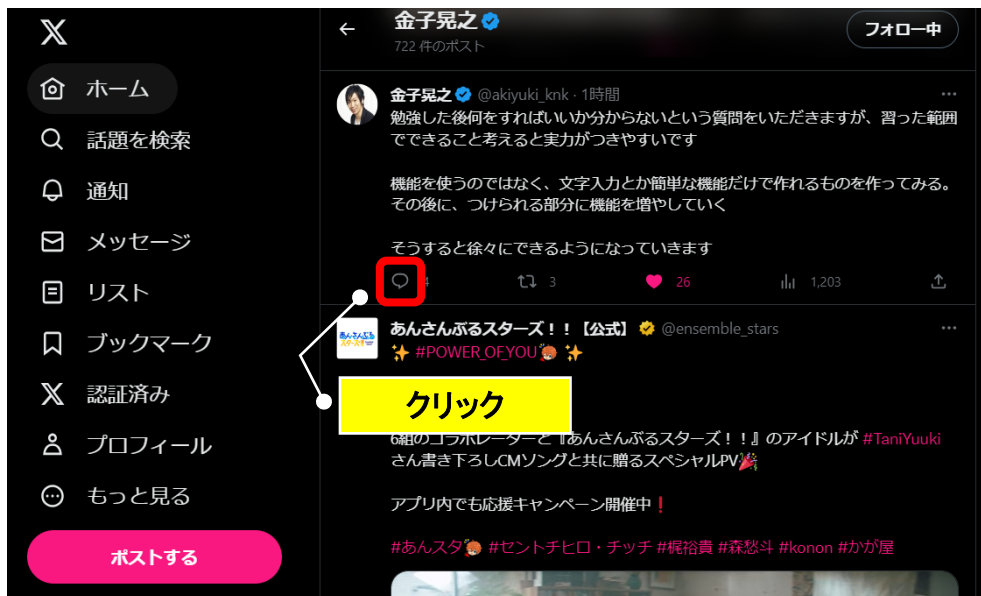 X
ホーム
話題を検索
通知
メッセージ
リスト
ブックマーク
X
認証済み
プロフィール
もっと見る
ポストする
金子晃之
722 件のポスト
フォロー中
金子晃之 @akiyuki_knk · 1時間
勉強した後何をすればいいか分からないという質問をいただきますが、習った範囲
でできること考えると実力がつきやすいです
機能を使うのではなく、文字入力とか簡単な機能だけで作れるものを作ってみる。
その後に、つけられる部分に機能を増やしていく
そうすると徐々にできるようになっていきます
4 3 26 1,203
あんさんぶるスターズ！！【公式】 @ensemble_stars
✨ #POWER_OF_YOU ✨
クリック
6組のコラボレーターと『あんさんぶるスターズ！！』のアイドルが #TaniYuuki
さん書き下ろしCMソングと共に贈るスペシャルPV🎉
アプリ内でも応援キャンペーン開催中❗
#あんスタ #セントチヒロ・チッチ #梶裕貴 #森愁斗 #konon #かが屋